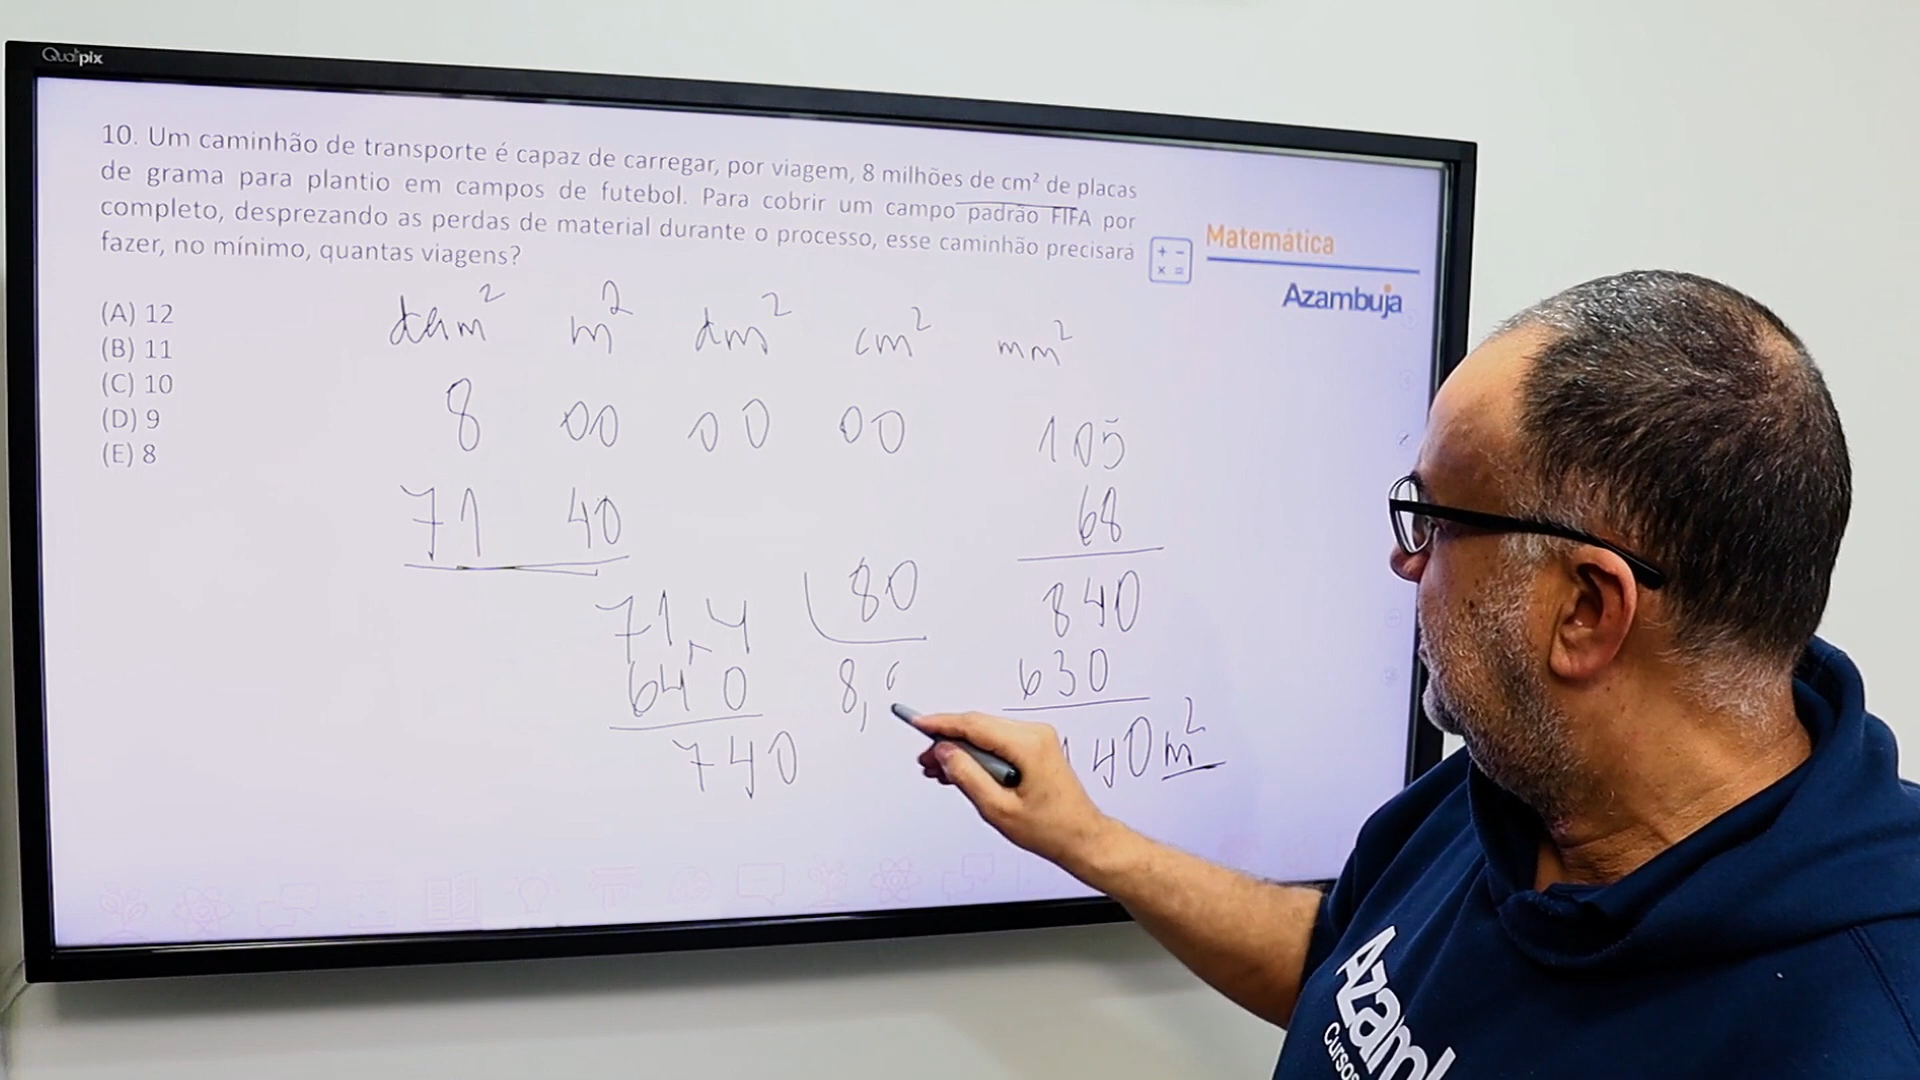 Qualpix
10. Um caminhão de transporte é capaz de carregar, por viagem, 8 milhões de cm² de placas
de grama para plantio em campos de futebol. Para cobrir um campo padrão FIFA por
completo, desprezando as perdas de material durante o processo, esse caminhão precisará
fazer, no mínimo, quantas viagens?
+ −
× =
Matemática
Azambuja
(A) 12
(B) 11
(C) 10
(D) 9
(E) 8
dam² m² dm² cm² mm²
8 00 00 00
71 40
105
68
840
630
140 m²
71,4 80
640 8,
740
Azamb
Cursos